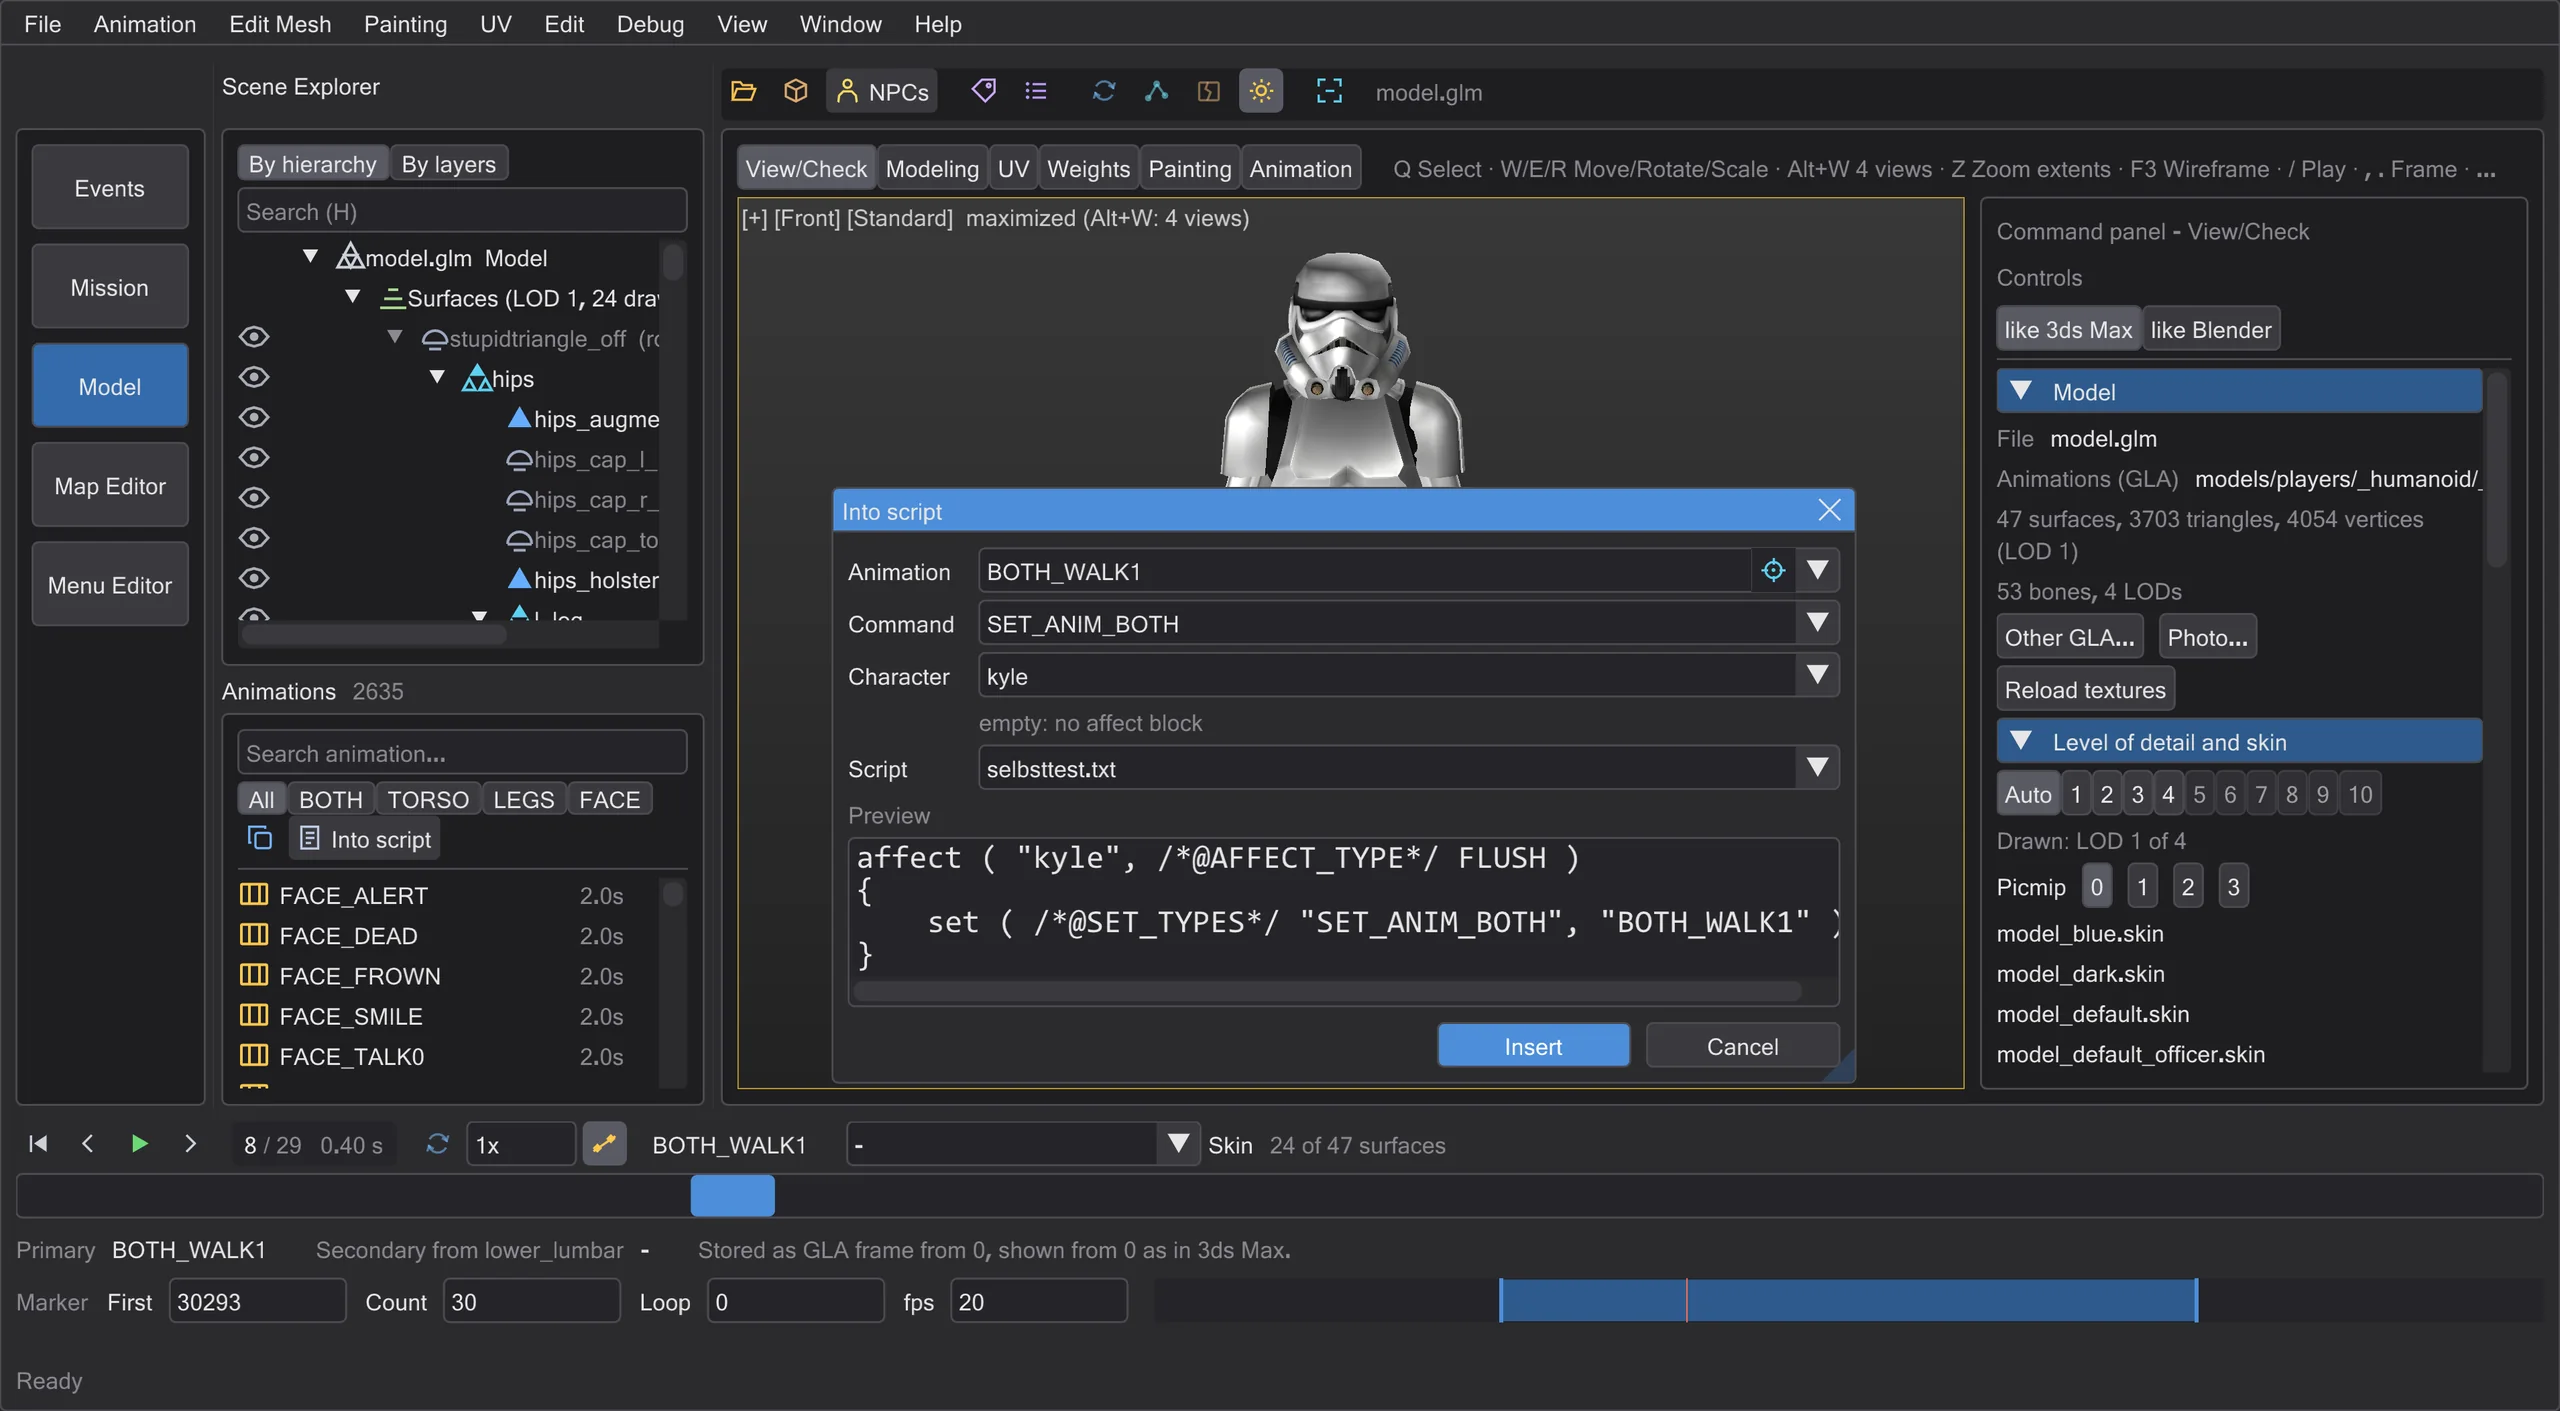 File Animation Edit Mesh Painting UV Edit Debug View Window Help
Scene Explorer
NPCs
model.glm
Events
Mission
Model
Map Editor
Menu Editor
By hierarchy By layers
Search (H)
model.glm Model
Surfaces (LOD 1, 24 dra
stupidtriangle_off (ro
hips
hips_augme
hips_cap_l_
hips_cap_r_
hips_cap_to
hips_holster
Animations 2635
Search animation...
All BOTH TORSO LEGS FACE
Into script
FACE_ALERT 2.0s
FACE_DEAD 2.0s
FACE_FROWN 2.0s
FACE_SMILE 2.0s
FACE_TALK0 2.0s
View/Check Modeling UV Weights Painting Animation Q Select · W/E/R Move/Rotate/Scale · Alt+W 4 views · Z Zoom extents · F3 Wireframe · / Play · , . Frame · ...
[+] [Front] [Standard] maximized (Alt+W: 4 views)
Into script
Animation BOTH_WALK1
Command SET_ANIM_BOTH
Character kyle
empty: no affect block
Script selbsttest.txt
Preview
affect ( "kyle", /*@AFFECT_TYPE*/ FLUSH )
{
set ( /*@SET_TYPES*/ "SET_ANIM_BOTH", "BOTH_WALK1" )
}
Insert Cancel
Command panel - View/Check
Controls
like 3ds Max like Blender
Model
File model.glm
Animations (GLA) models/players/_humanoid/_
47 surfaces, 3703 triangles, 4054 vertices
(LOD 1)
53 bones, 4 LODs
Other GLA... Photo...
Reload textures
Level of detail and skin
Auto 1 2 3 4 5 6 7 8 9 10
Drawn: LOD 1 of 4
Picmip 0 1 2 3
model_blue.skin
model_dark.skin
model_default.skin
model_default_officer.skin
8 / 29 0.40 s 1x BOTH_WALK1 - Skin 24 of 47 surfaces
Primary BOTH_WALK1 Secondary from lower_lumbar - Stored as GLA frame from 0, shown from 0 as in 3ds Max.
Marker First 30293 Count 30 Loop 0 fps 20
Ready